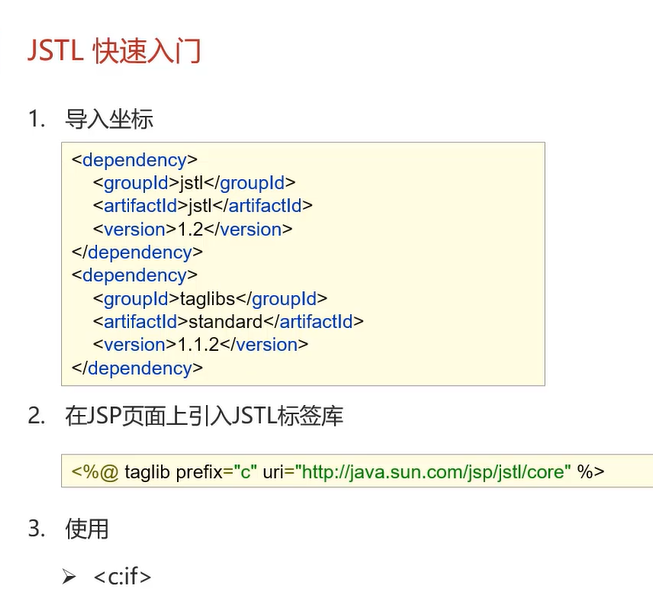 JSTL 快速入门
1. 导入坐标
<dependency>
<groupId>jstl</groupId>
<artifactId>jstl</artifactId>
<version>1.2</version>
</dependency>
<dependency>
<groupId>taglibs</groupId>
<artifactId>standard</artifactId>
<version>1.1.2</version>
</dependency>
2. 在JSP页面上引入JSTL标签库
<%@ taglib prefix="c" uri="http://java.sun.com/jsp/jstl/core" %>
3. 使用
➢ <c:if>